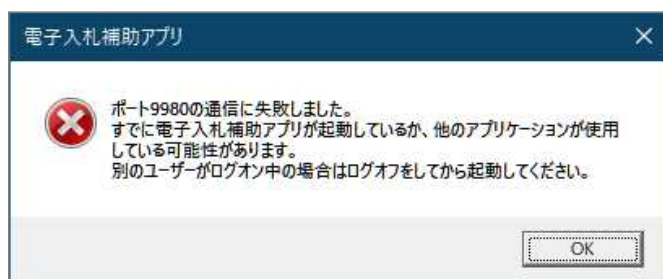 電子入札補助アプリ
ポート9980の通信に失敗しました。
すでに電子入札補助アプリが起動しているか、他のアプリケーションが使用
している可能性があります。
別のユーザーがログオン中の場合はログオフをしてから起動してください。
OK